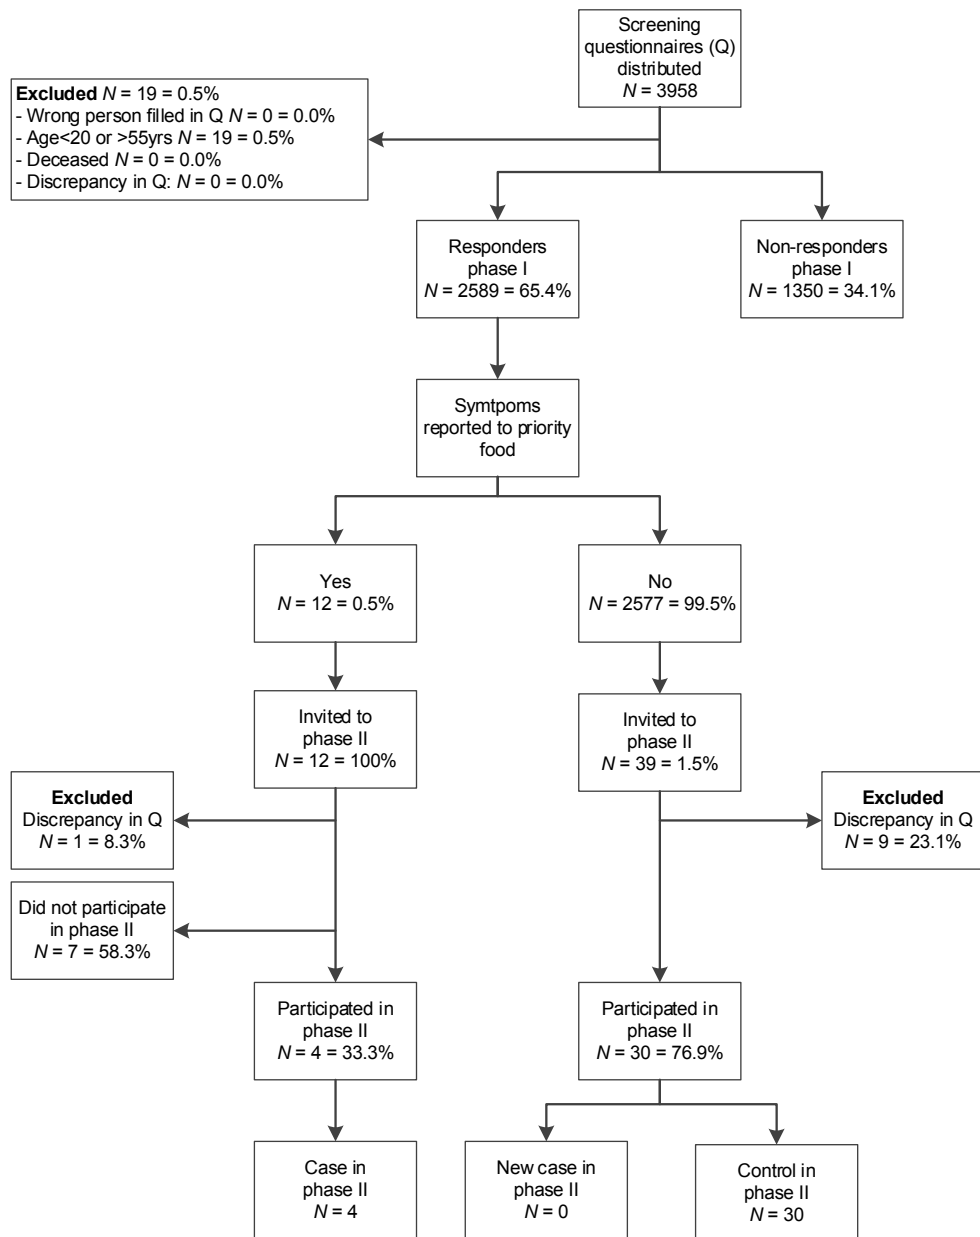 Screening
questionnaires (Q)
distributed
N = 3958
Excluded N = 19 = 0.5%
- Wrong person filled in Q N = 0 = 0.0%
- Age<20 or >55yrs N = 19 = 0.5%
- Deceased N = 0 = 0.0%
- Discrepancy in Q: N = 0 = 0.0%
Responders
phase I
N = 2589 = 65.4%
Non-responders
phase I
N = 1350 = 34.1%
Symtpoms
reported to priority
food
Yes
N = 12 = 0.5%
No
N = 2577 = 99.5%
Invited to
phase II
N = 12 = 100%
Invited to
phase II
N = 39 = 1.5%
Excluded
Discrepancy in Q
N = 1 = 8.3%
Excluded
Discrepancy in Q
N = 9 = 23.1%
Did not participate
in phase II
N = 7 = 58.3%
Participated in
phase II
N = 4 = 33.3%
Participated in
phase II
N = 30 = 76.9%
Case in
phase II
N = 4
New case in
phase II
N = 0
Control in
phase II
N = 30